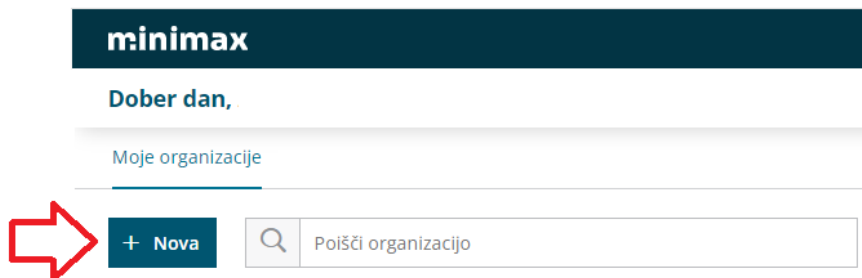 minimax
Dober dan,
Moje organizacije
+ Nova
Poišči organizacijo